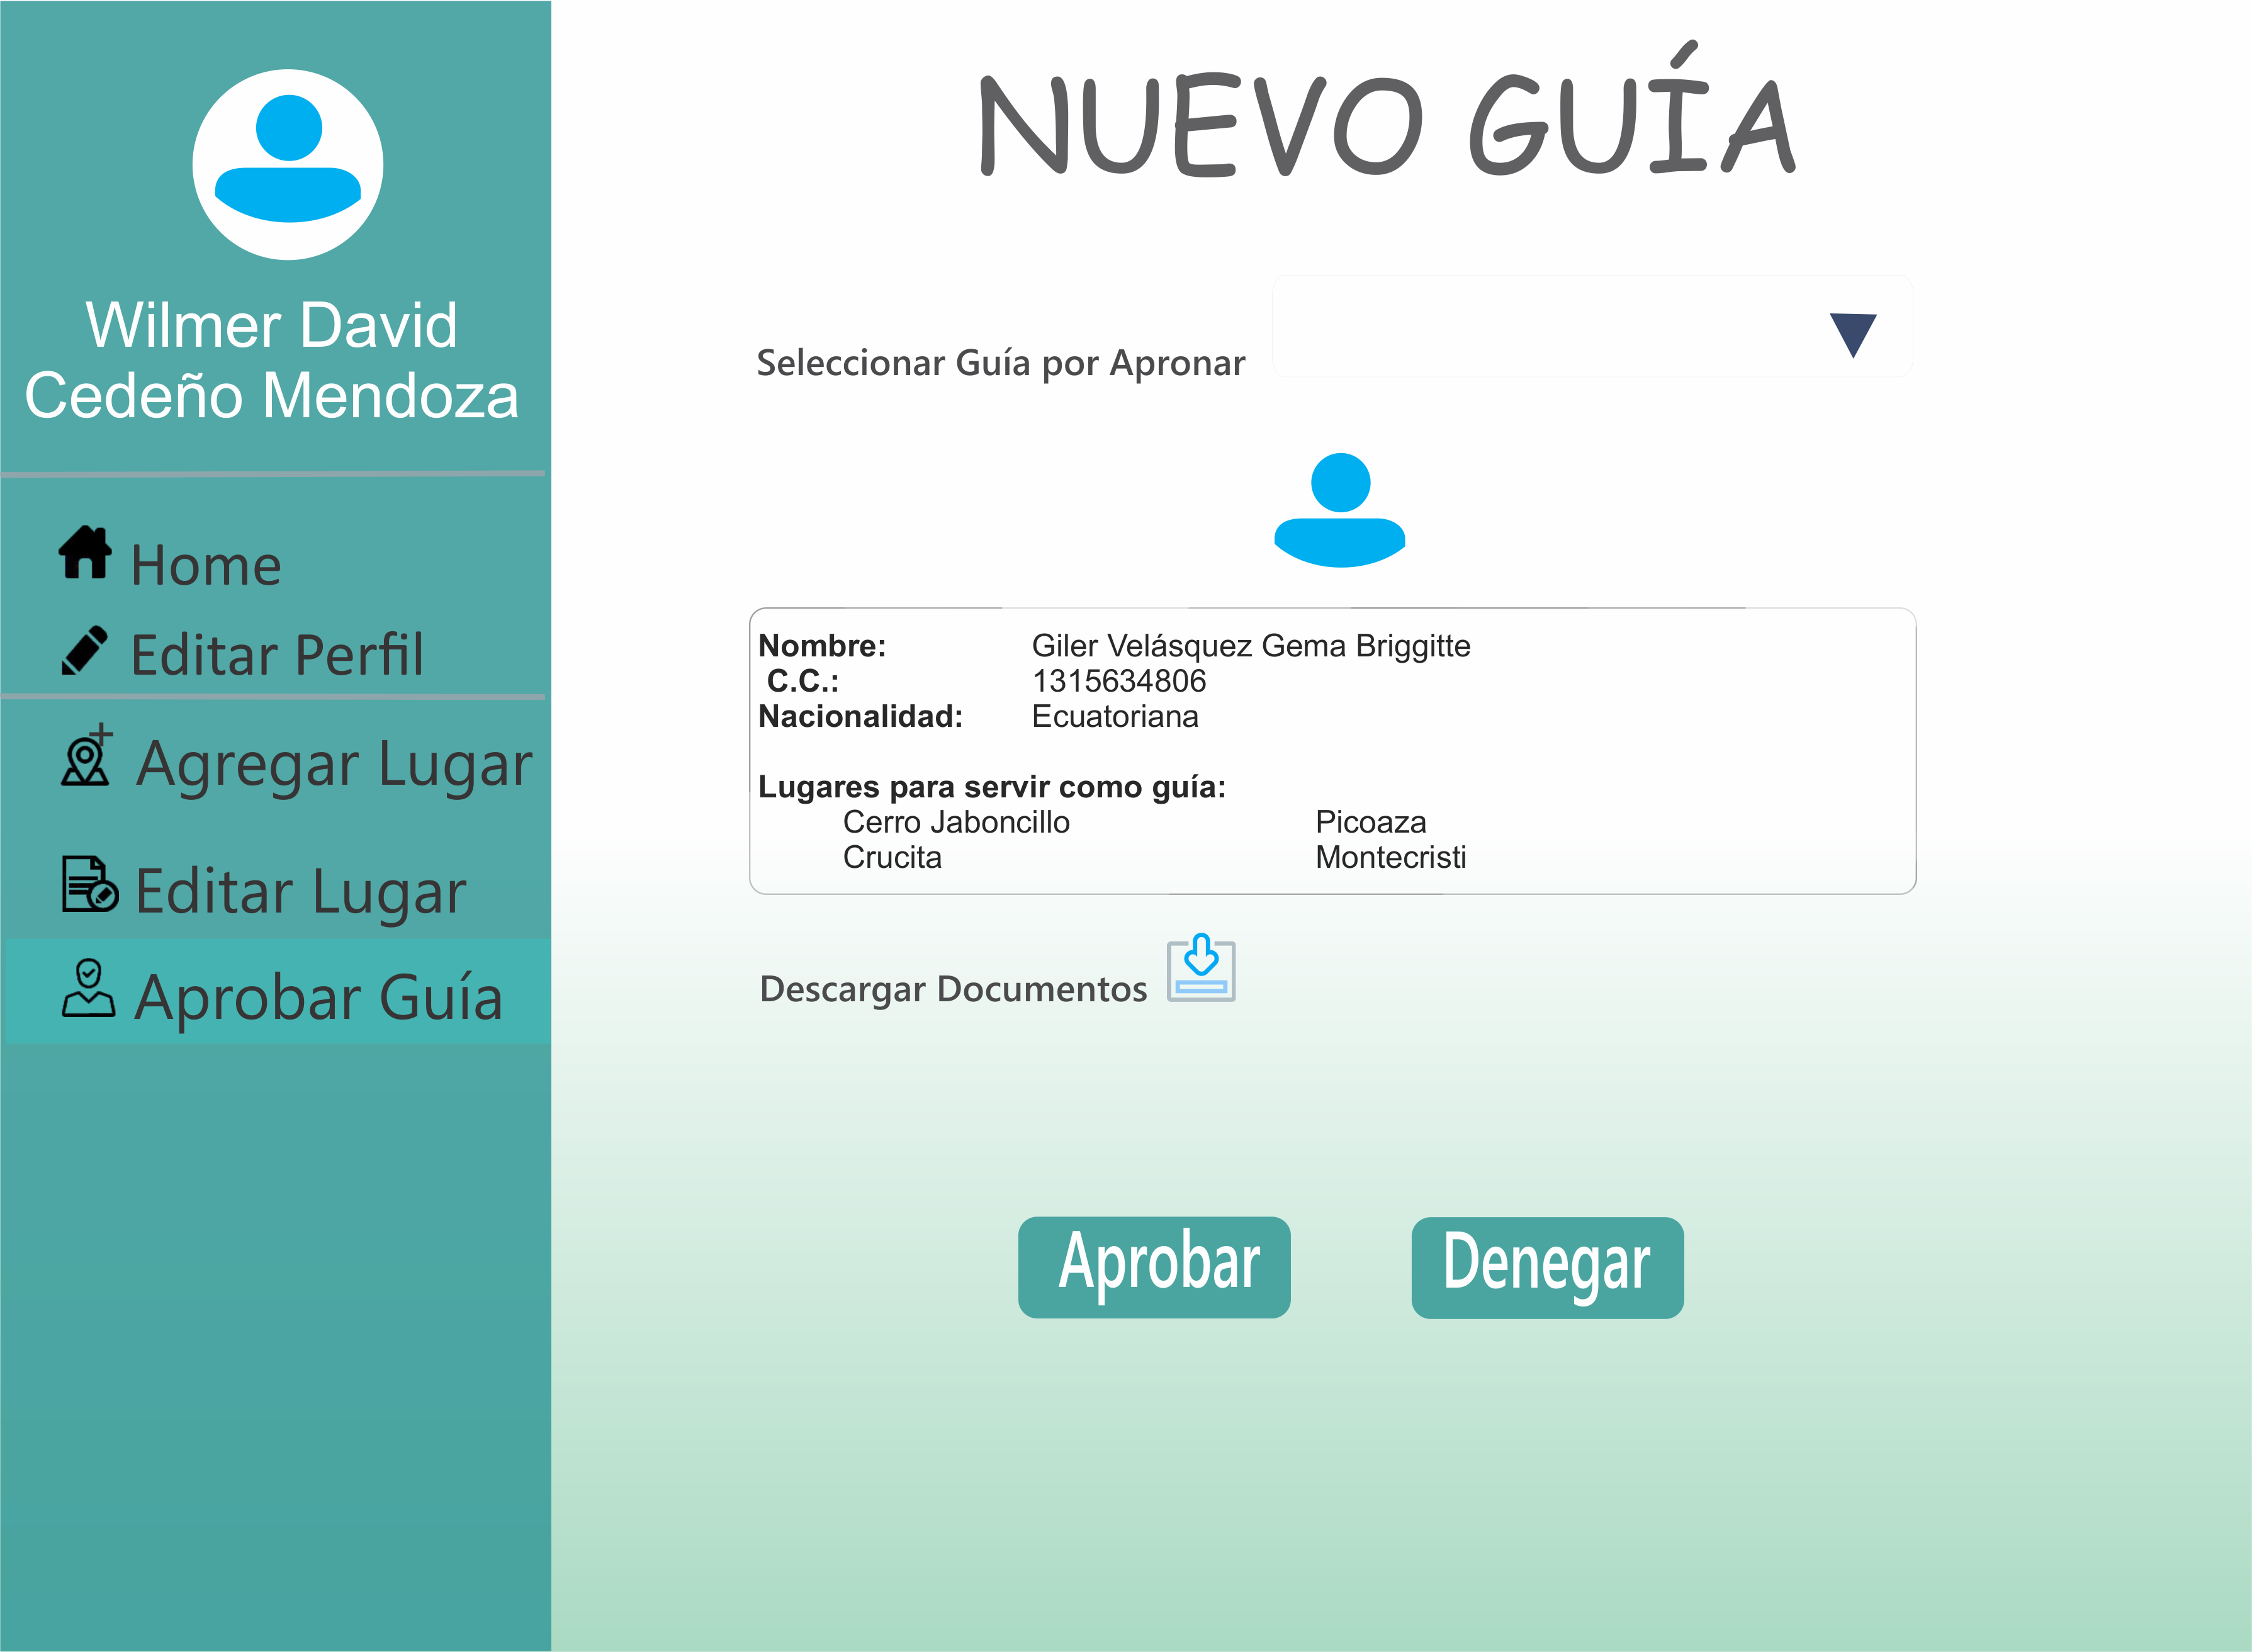 Wilmer David
Cedeño Mendoza
Home
Editar Perfil
Agregar Lugar
Editar Lugar
Aprobar Guía
NUEVO GUÍA
Seleccionar Guía por Apronar
Nombre: Giler Velásquez Gema Briggitte
C.C.: 1315634806
Nacionalidad: Ecuatoriana
Lugares para servir como guía:
Cerro Jaboncillo Picoaza
Crucita Montecristi
Descargar Documentos
Aprobar Denegar